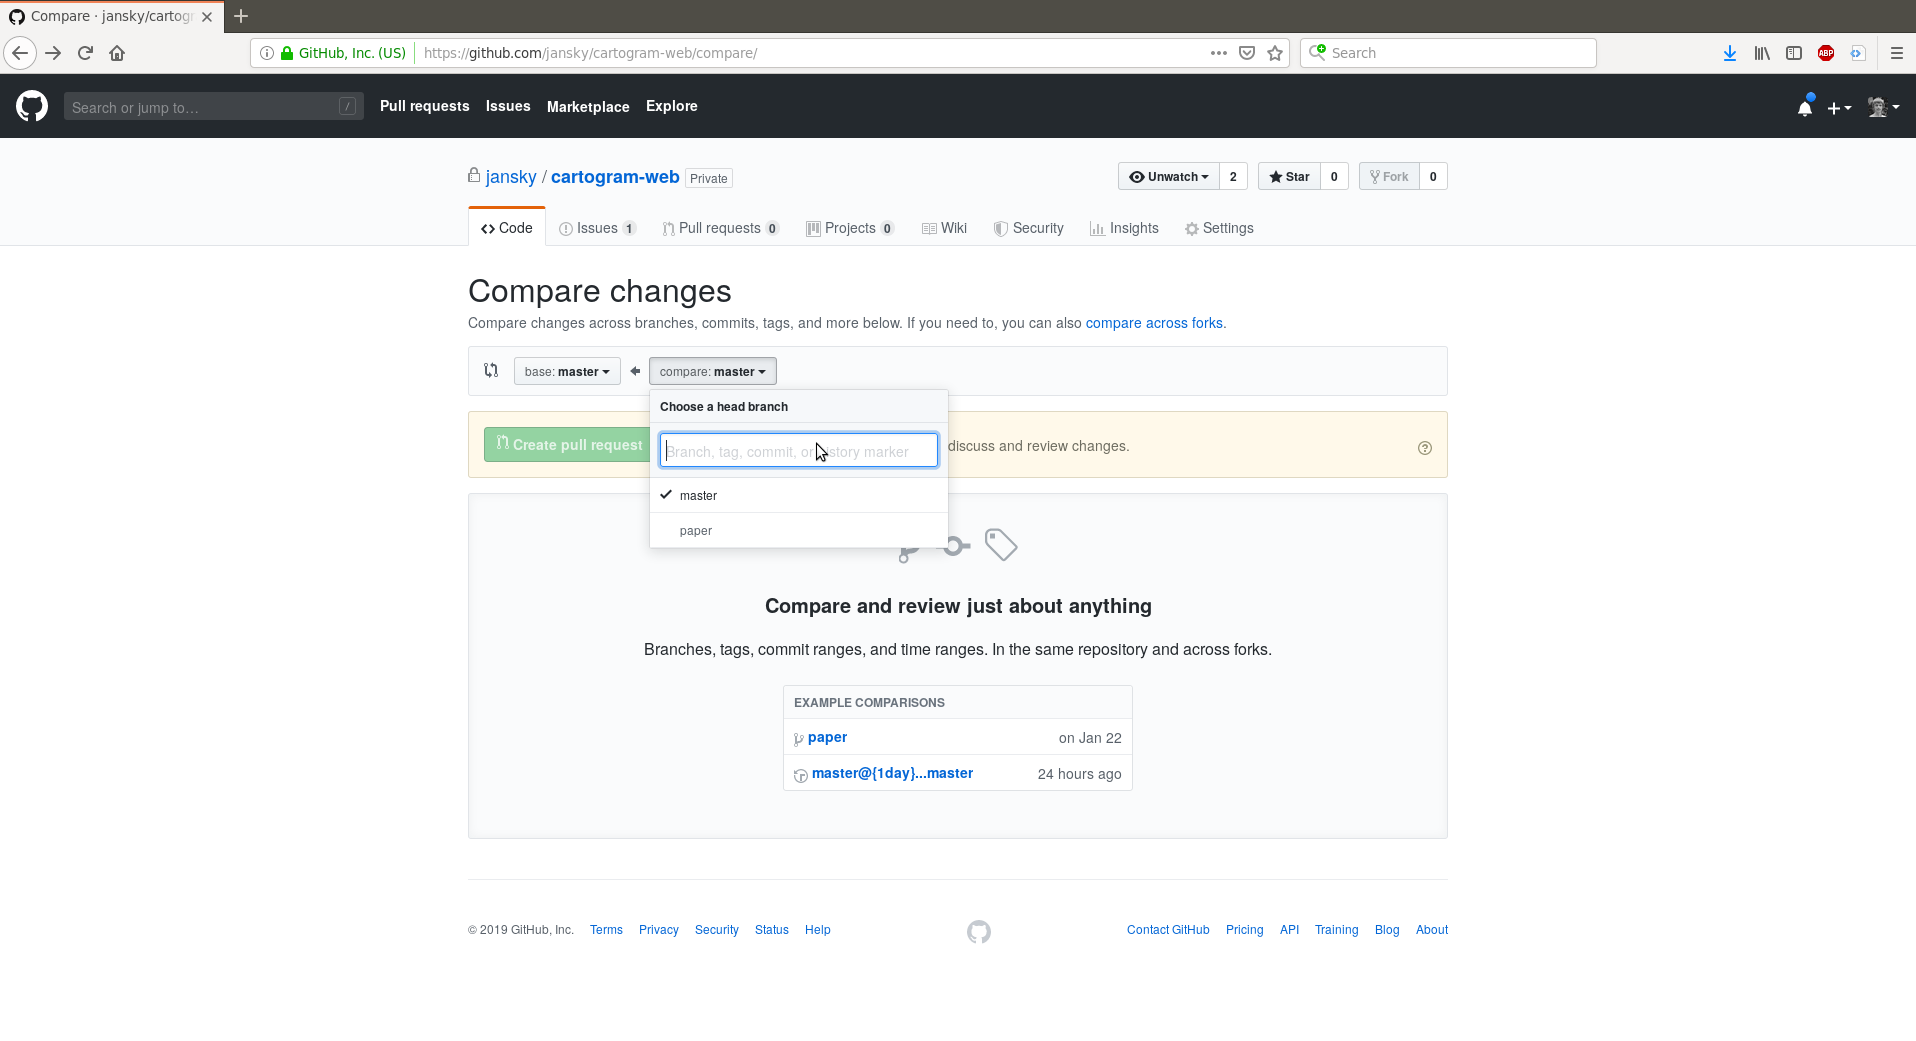 Compare · jansky/cartogr
GitHub, Inc. (US) https://github.com/jansky/cartogram-web/compare/
Search
ABP
Search or jump to… /
Pull requests Issues Marketplace Explore
jansky / cartogram-web Private
Unwatch 2 Star 0 Fork 0
Code Issues 1 Pull requests 0 Projects 0 Wiki Security Insights Settings
Compare changes
Compare changes across branches, commits, tags, and more below. If you need to, you can also compare across forks.
base: master compare: master
Choose a head branch
Create pull request discuss and review changes.
Branch, tag, commit, or history marker
master
paper
Compare and review just about anything
Branches, tags, commit ranges, and time ranges. In the same repository and across forks.
EXAMPLE COMPARISONS
paper on Jan 22
master@{1day}...master 24 hours ago
© 2019 GitHub, Inc. Terms Privacy Security Status Help Contact GitHub Pricing API Training Blog About